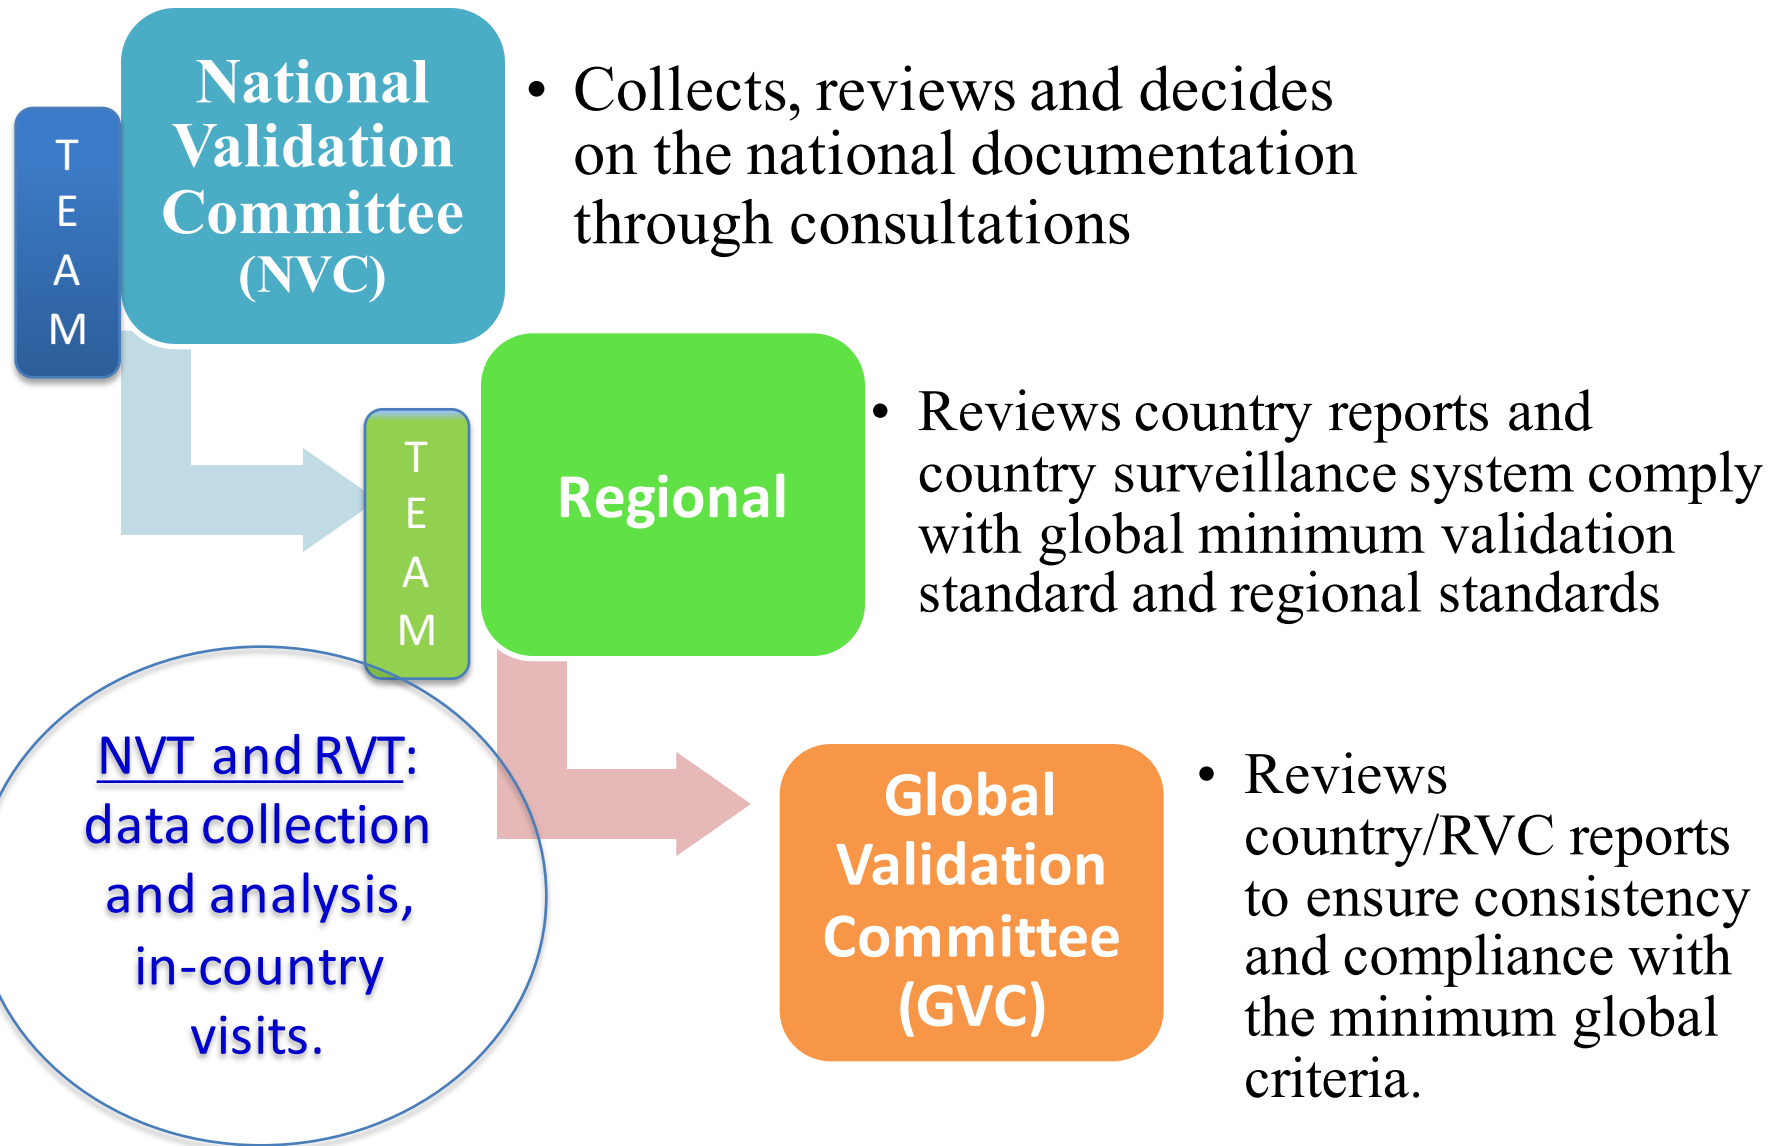 T
E
A
M
National
Validation
Committee
(NVC)
• Collects, reviews and decides
on the national documentation
through consultations
T
E
A
M
Regional
• Reviews country reports and
country surveillance system comply
with global minimum validation
standard and regional standards
NVT and RVT:
data collection
and analysis,
in-country
visits.
Global
Validation
Committee
(GVC)
• Reviews
country/RVC reports
to ensure consistency
and compliance with
the minimum global
criteria.